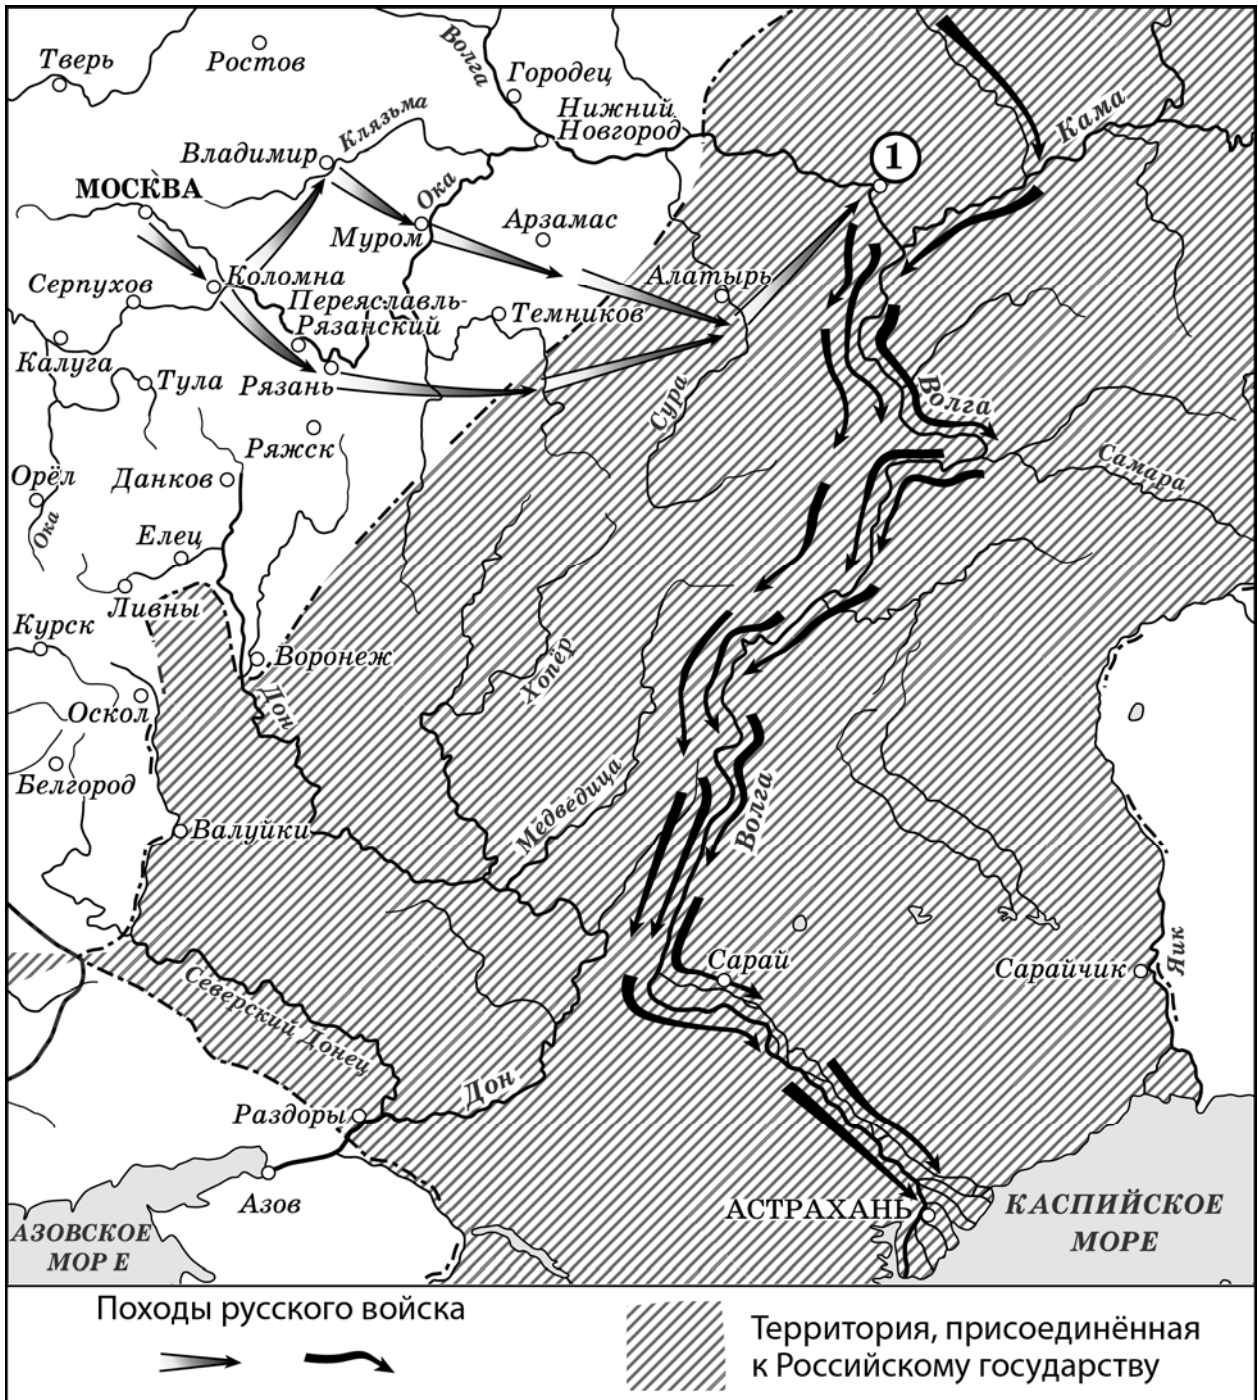 Тверь
Ростов
Волга
Городец
Нижний
Новгород
Кама
Клязьма
Владимир
1
МОСКВА
Ока
Муром
Арзамас
Коломна
Алатырь
Серпухов
Переяславль-
Рязанский
Темников
Калуга
Тула
Рязань
Сура
Волга
Ряжск
Орёл
Данков
Самара
Ока
Елец
Ливны
Курск
Воронеж
Хопёр
Дон
Оскол
Белгород
Медведица
Волга
Валуйки
Сарай
Сарайчик
Яик
Северский Донец
Дон
Раздоры
Азов
АСТРАХАНЬ
КАСПИЙСКОЕ
МОРЕ
АЗОВСКОЕ
МОРЕ
Походы русского войска
Территория, присоединённая
к Российскому государству